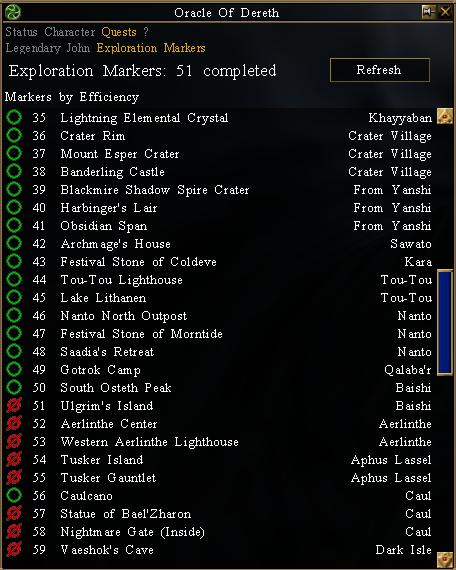 Oracle Of Dereth
Status Character Quests ?
Legendary John Exploration Markers
Exploration Markers: 51 completed Refresh
Markers by Efficiency
35 Lightning Elemental Crystal Khayyaban
36 Crater Rim Crater Village
37 Mount Esper Crater Crater Village
38 Banderling Castle Crater Village
39 Blackmire Shadow Spire Crater From Yanshi
40 Harbinger's Lair From Yanshi
41 Obsidian Span From Yanshi
42 Archmage's House Sawato
43 Festival Stone of Coldeve Kara
44 Tou-Tou Lighthouse Tou-Tou
45 Lake Lithanen Tou-Tou
46 Nanto North Outpost Nanto
47 Festival Stone of Morntide Nanto
48 Saadia's Retreat Nanto
49 Gotrok Camp Qalaba'r
50 South Osteth Peak Baishi
51 Ulgrim's Island Baishi
52 Aerlinthe Center Aerlinthe
53 Western Aerlinthe Lighthouse Aerlinthe
54 Tusker Island Aphus Lassel
55 Tusker Gauntlet Aphus Lassel
56 Caulcano Caul
57 Statue of Bael'Zharon Caul
58 Nightmare Gate (Inside) Caul
59 Vaeshok's Cave Dark Isle